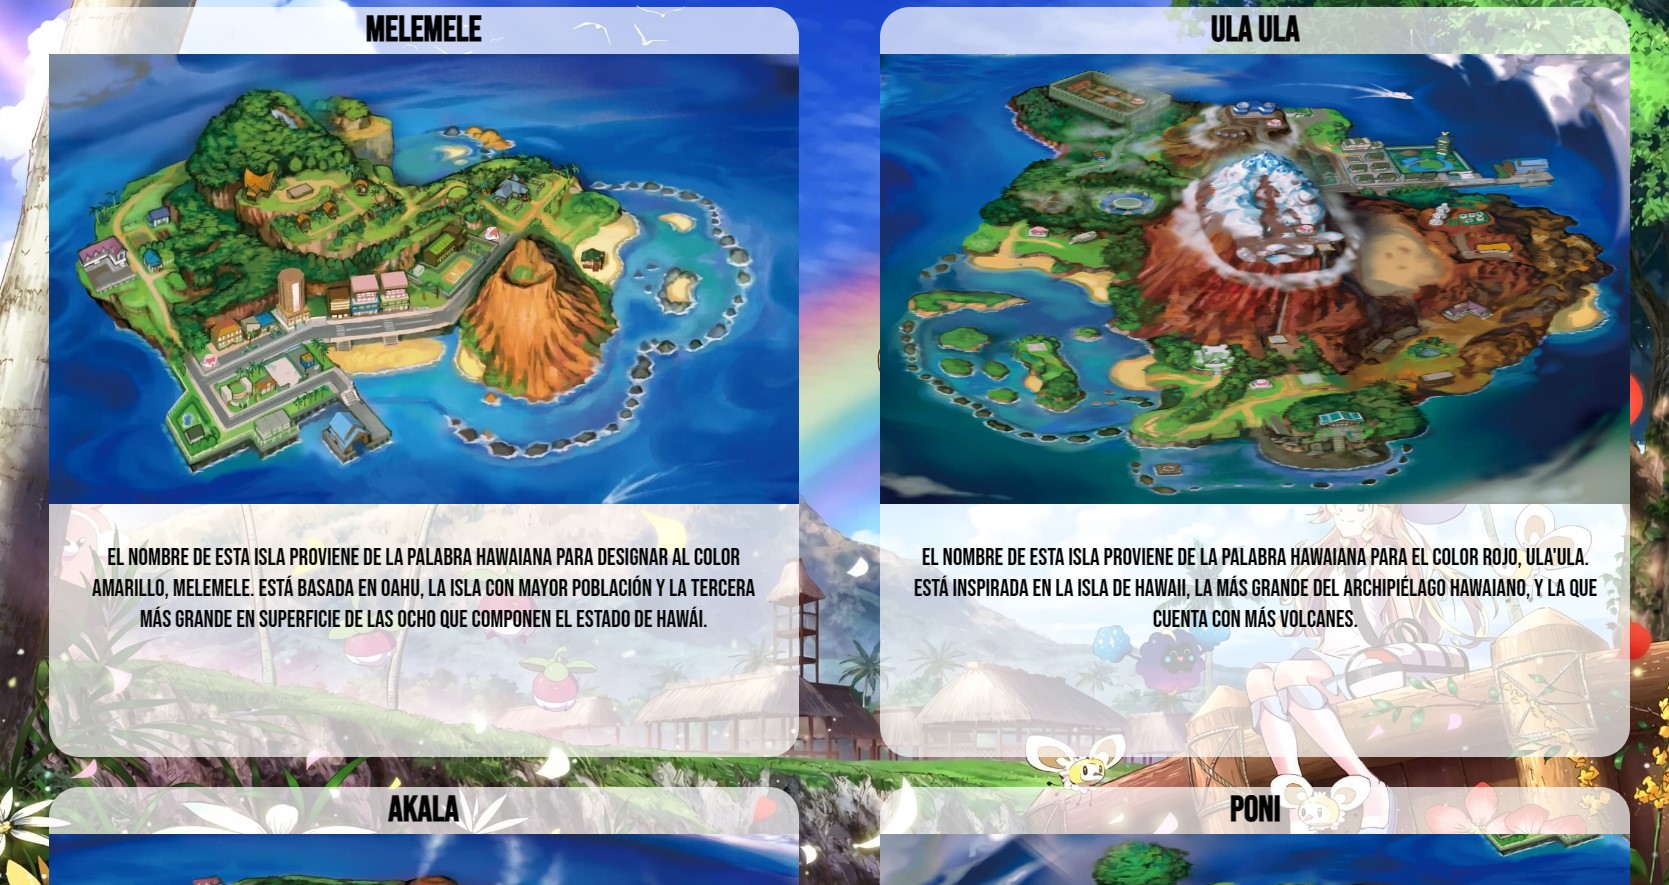 MELEMELE
EL NOMBRE DE ESTA ISLA PROVIENE DE LA PALABRA HAWAIANA PARA DESIGNAR AL COLOR
AMARILLO, MELEMELE. ESTÁ BASADA EN OAHU, LA ISLA CON MAYOR POBLACIÓN Y LA TERCERA
MÁS GRANDE EN SUPERFICIE DE LAS OCHO QUE COMPONEN EL ESTADO DE HAWÁI.
ULA ULA
EL NOMBRE DE ESTA ISLA PROVIENE DE LA PALABRA HAWAIANA PARA EL COLOR ROJO, ULA'ULA.
ESTÁ INSPIRADA EN LA ISLA DE HAWAII, LA MÁS GRANDE DEL ARCHIPIÉLAGO HAWAIANO, Y LA QUE
CUENTA CON MÁS VOLCANES.
AKALA
PONI